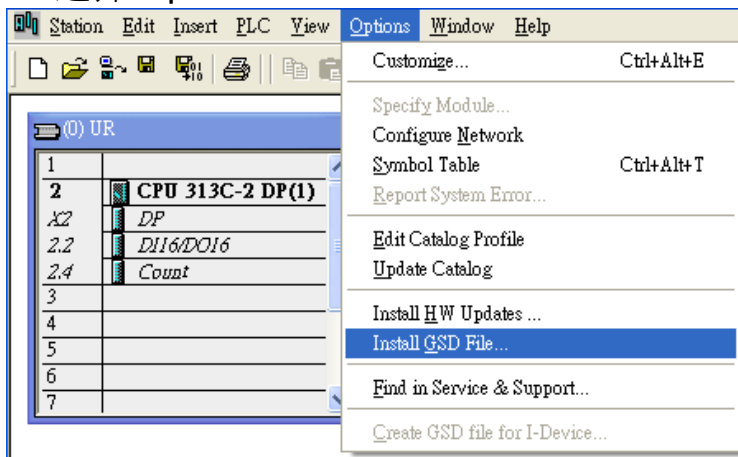 Station Edit Insert PLC View Options Window Help
Customize... Ctrl+Alt+E
Specify Module...
Configure Network
Symbol Table Ctrl+Alt+T
Report System Error...
Edit Catalog Profile
Update Catalog
Install HW Updates ...
Install GSD File...
Find in Service & Support...
Create GSD file for I-Device...
(0) UR
1
2 CPU 313C-2 DP(1)
X2 DP
2.2 DI16/DO16
2.4 Count
3
4
5
6
7